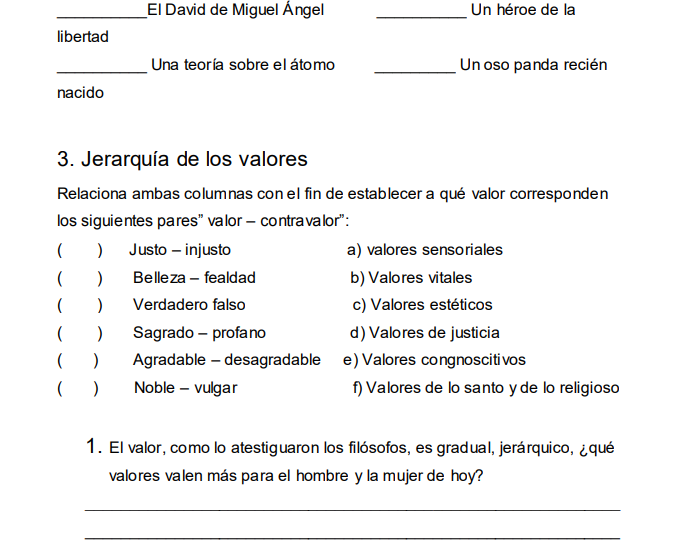 __________El David de Miguel Ángel __________ Un héroe de la
libertad
__________ Una teoría sobre el átomo _________ Un oso panda recién
nacido
3. Jerarquía de los valores
Relaciona ambas columnas con el fin de establecer a qué valor corresponden
los siguientes pares” valor – contravalor”:
( ) Justo – injusto a) valores sensoriales
( ) Belleza – fealdad b) Valores vitales
( ) Verdadero falso c) Valores estéticos
( ) Sagrado – profano d) Valores de justicia
( ) Agradable – desagradable e) Valores congnoscitivos
( ) Noble – vulgar f) Valores de lo santo y de lo religioso
1. El valor, como lo atestiguaron los filósofos, es gradual, jerárquico, ¿qué
valores valen más para el hombre y la mujer de hoy?